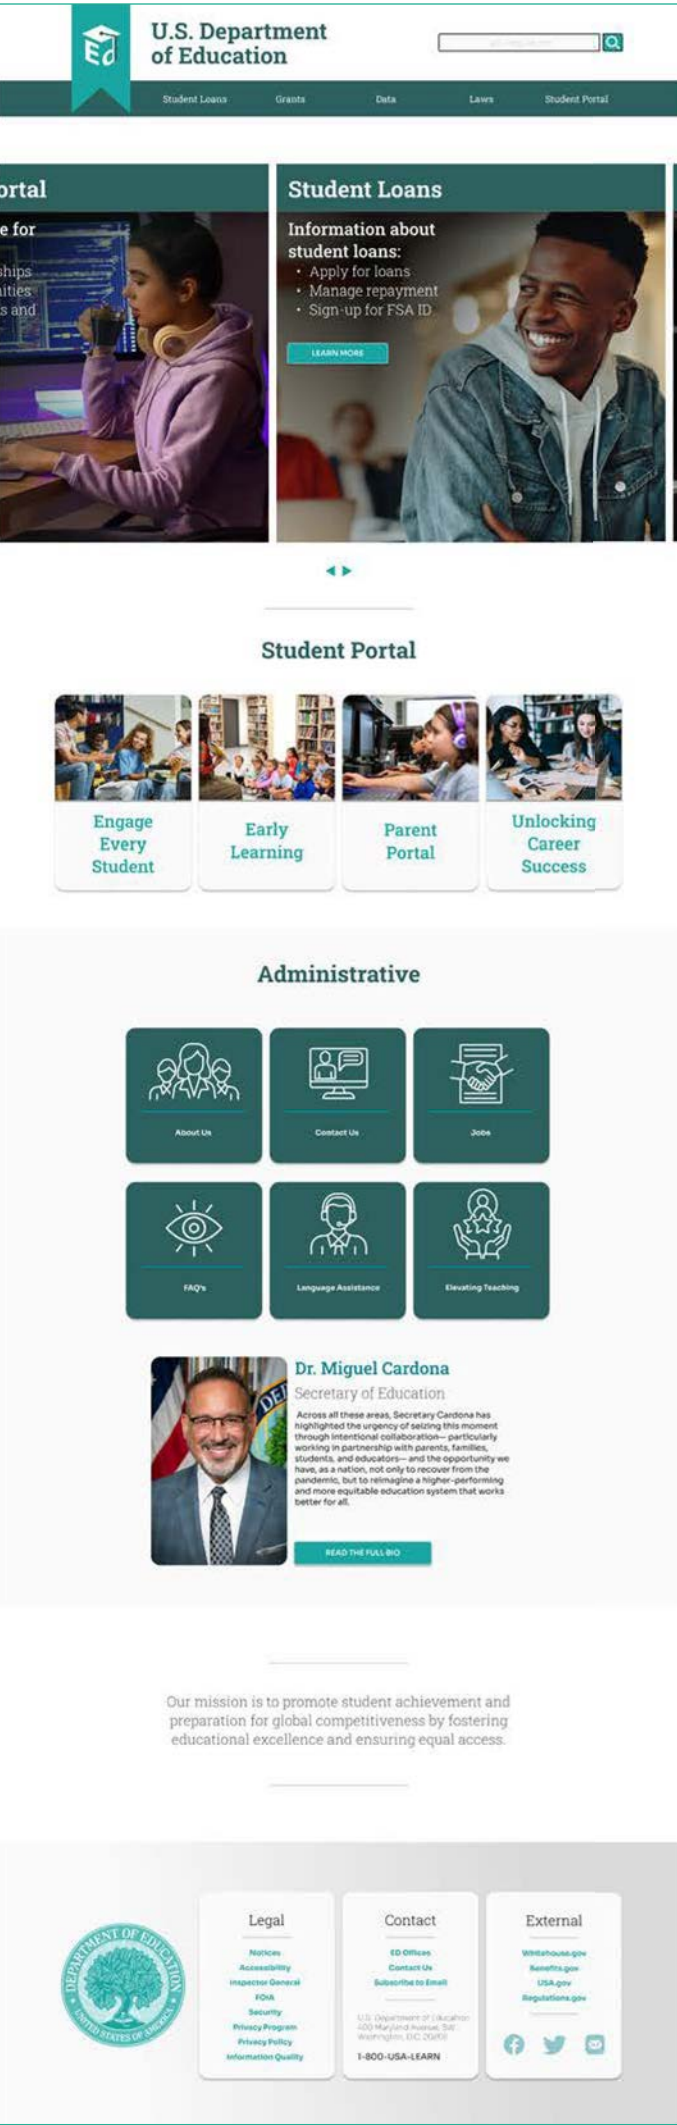 Ed
U.S. Department
of Education
Student Loans
Grants
Data
Laws
Student Portal
ortal
e for
ships
ities
s and
Student Loans
Information about
student loans:
• Apply for loans
• Manage repayment
• Sign-up for FSA ID
LEARN MORE
Student Portal
Engage
Every
Student
Early
Learning
Parent
Portal
Unlocking
Career
Success
Administrative
About Us
Contact Us
Jobs
FAQ's
Language Assistance
Elevating Teaching
DEP
Dr. Miguel Cardona
Secretary of Education
Across all these areas, Secretary Cardona has
highlighted the urgency of seizing this moment
through intentional collaboration— particularly
working in partnership with parents, families,
students, and educators— and the opportunity we
have, as a nation, not only to recover from the
pandemic, but to reimagine a higher-performing
and more equitable education system that works
better for all.
READ THE FULL BIO
Our mission is to promote student achievement and
preparation for global competitiveness by fostering
educational excellence and ensuring equal access.
DEPARTMENT OF EDUCATION
UNITED STATES OF AMERICA
Legal
Notices
Accessibility
Inspector General
FOIA
Security
Privacy Program
Privacy Policy
Information Quality
Contact
ED Offices
Contact Us
Subscribe to Email
U.S. Department of Education
400 Maryland Avenue, SW
Washington, D.C. 20202
1-800-USA-LEARN
External
Whitehouse.gov
Benefits.gov
USA.gov
Regulations.gov